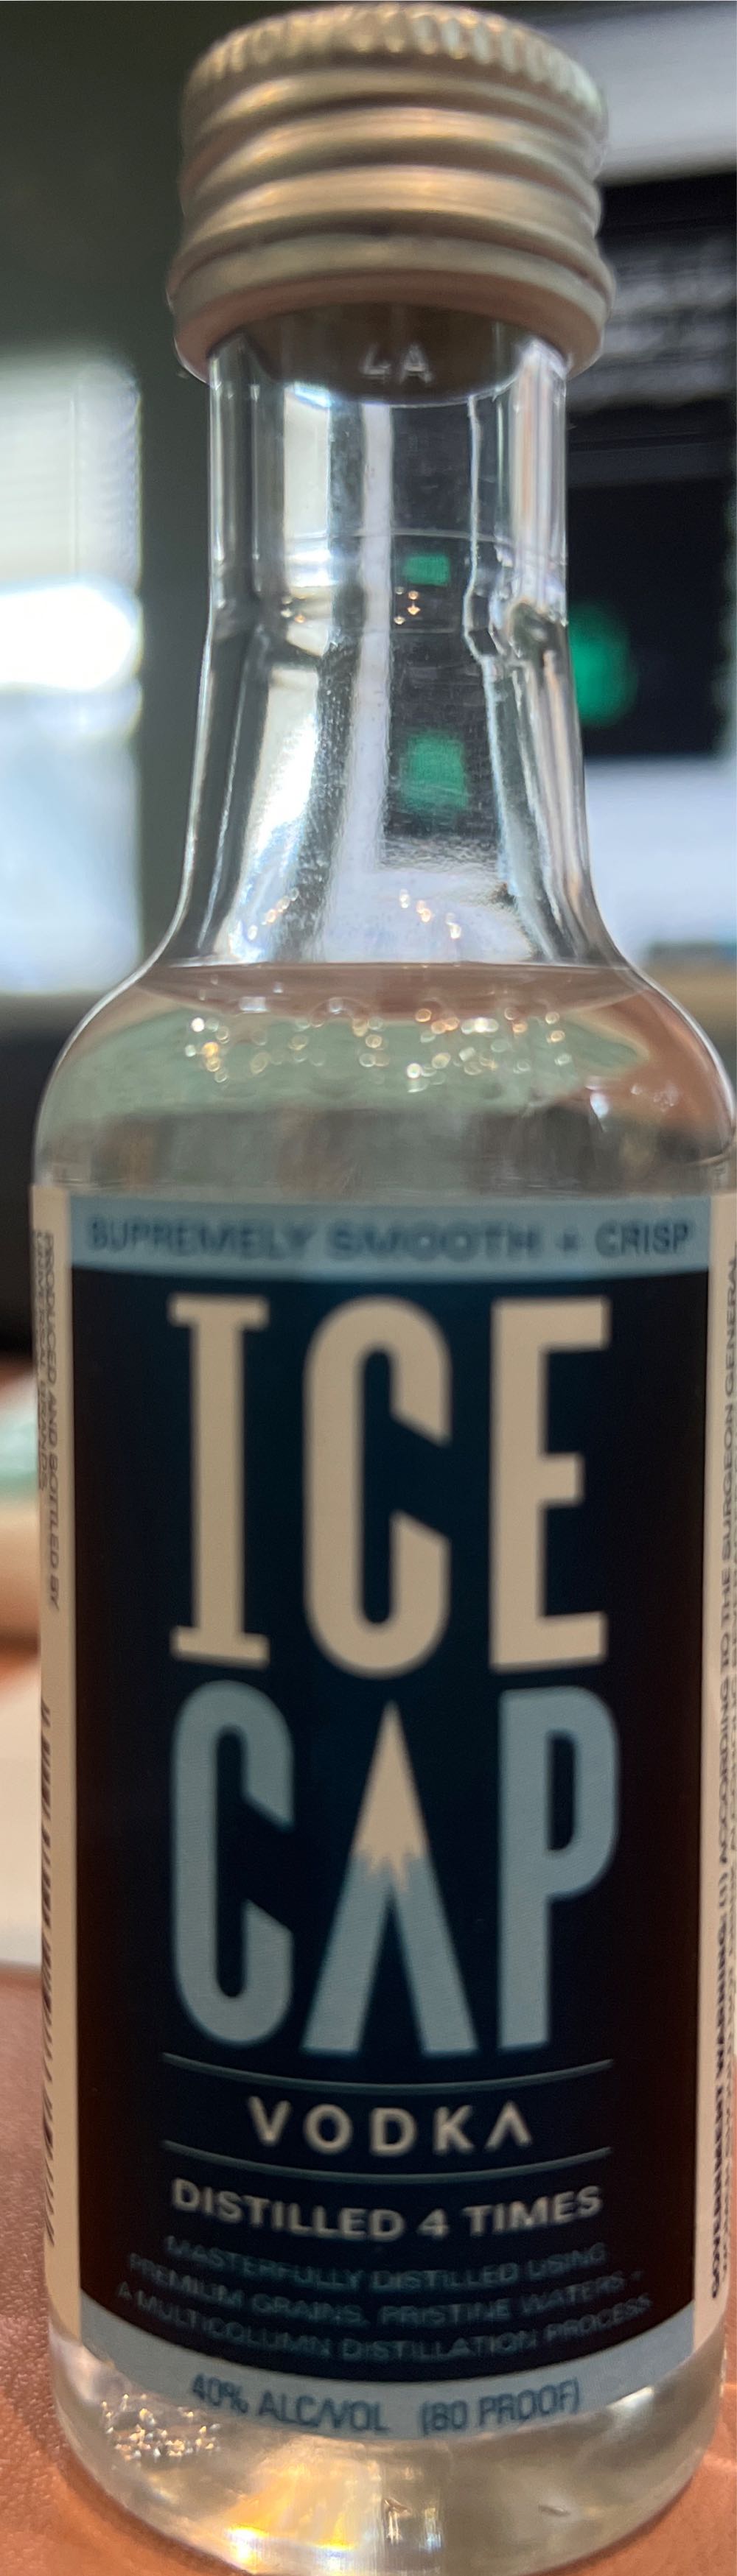 LA
SUPREMELY SMOOTH + CRISP
ICE
CAP
VODKA
DISTILLED 4 TIMES
MASTERFULLY DISTILLED USING
PREMIUM GRAINS, PRISTINE WATERS +
A MULTICOLUMN DISTILLATION PROCESS
40% ALC/VOL (80 PROOF)
PRODUCED AND BOTTLED BY
GOVERNMENT WARNING: (1) ACCORDING TO THE SURGEON GENERAL